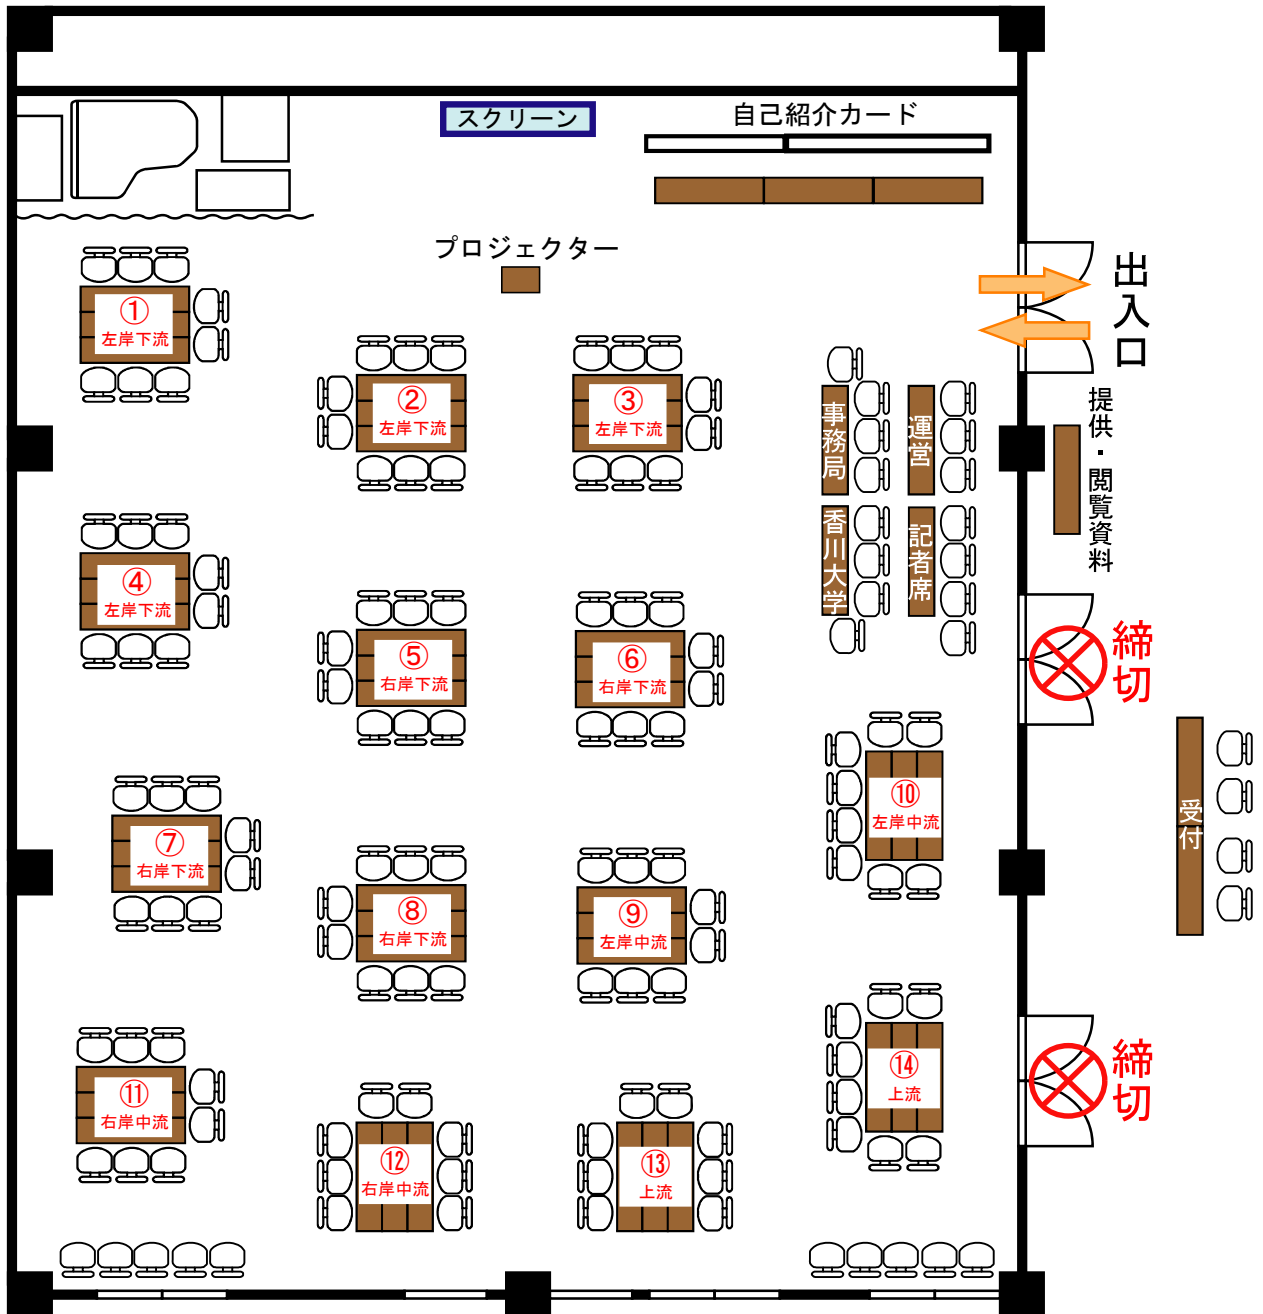 スクリーン
自己紹介カード
プロジェクター
出入口
①
左岸下流
②
左岸下流
③
左岸下流
事務局
運営
提供・閲覧資料
香川大学
記者席
④
左岸下流
⑤
右岸下流
⑥
右岸下流
締切
⑩
左岸中流
受付
⑦
右岸下流
⑧
右岸下流
⑨
左岸中流
⑪
右岸中流
⑫
右岸中流
⑬
上流
⑭
上流
締切